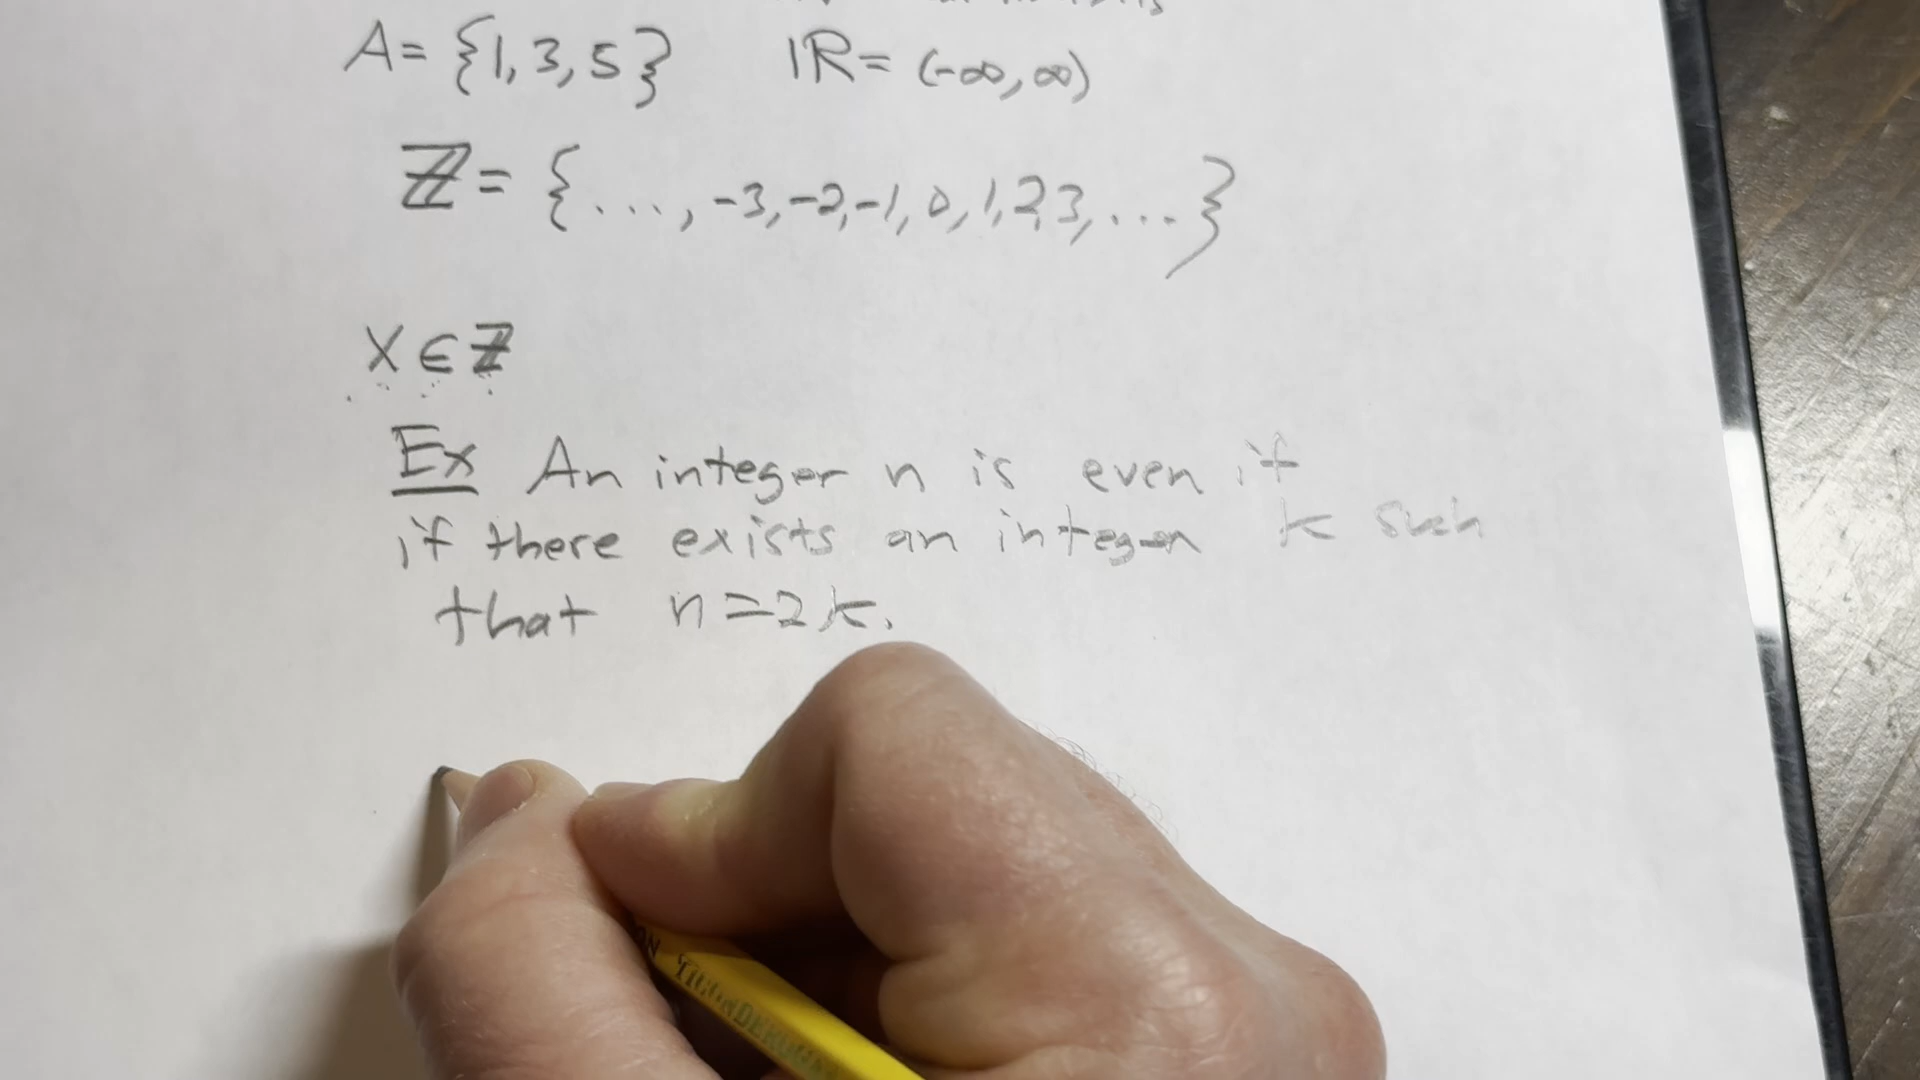 A = {1, 3, 5} ℝ = (-∞, ∞)
ℤ = {..., -3, -2, -1, 0, 1, 2, 3, ...}
X ∈ ℤ
Ex An integer n is even if
if there exists an integer k such
that n = 2k.
TICONDEROGA